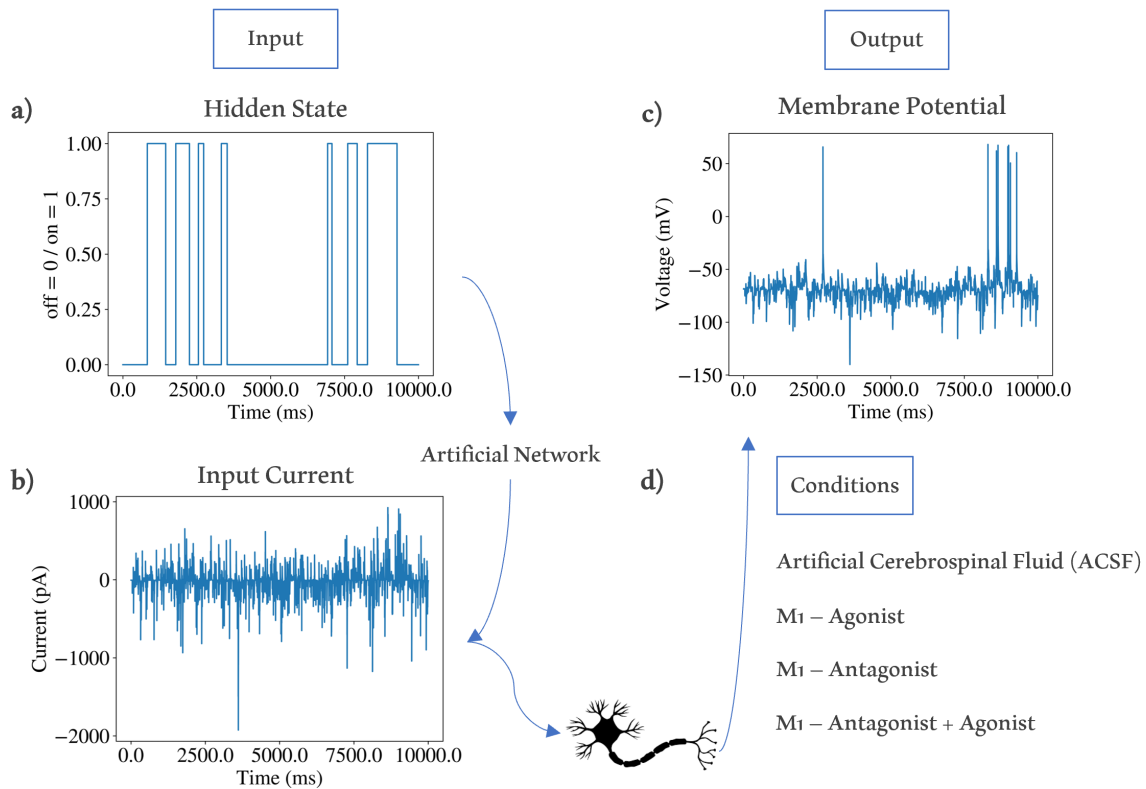 Input
Output
a)
Hidden State
off = 0 / on = 1
1.00
0.75
0.50
0.25
0.00
0.0 2500.0 5000.0 7500.0 10000.0
Time (ms)
c)
Membrane Potential
Voltage (mV)
50
0
−50
−100
−150
0.0 2500.0 5000.0 7500.0 10000.0
Time (ms)
Artificial Network
b)
Input Current
Current (pA)
1000
0
−1000
−2000
0.0 2500.0 5000.0 7500.0 10000.0
Time (ms)
d)
Conditions
Artificial Cerebrospinal Fluid (ACSF)
M1 – Agonist
M1 – Antagonist
M1 – Antagonist + Agonist